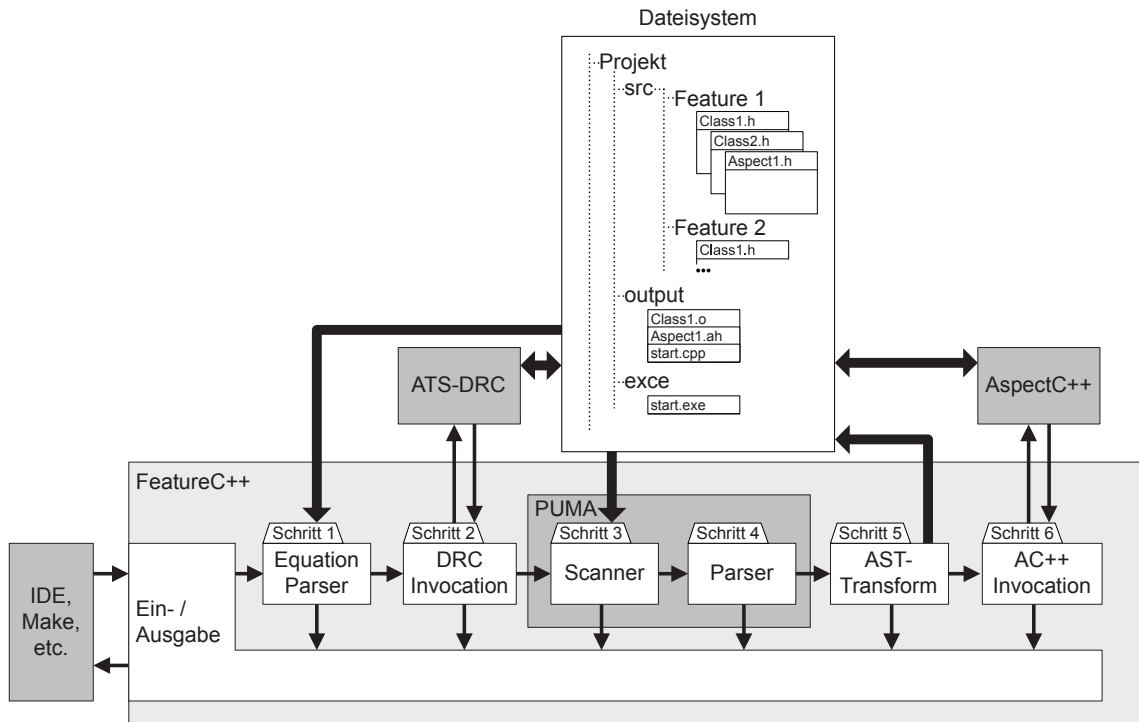 Dateisystem
Projekt
src
Feature 1
Class1.h
Class2.h
Aspect1.h
Feature 2
Class1.h
...
output
Class1.o
Aspect1.ah
start.cpp
exce
start.exe
ATS-DRC
AspectC++
FeatureC++
PUMA
Schritt 1
Equation
Parser
Schritt 2
DRC
Invocation
Schritt 3
Scanner
Schritt 4
Parser
Schritt 5
AST-
Transform
Schritt 6
AC++
Invocation
IDE,
Make,
etc.
Ein- /
Ausgabe